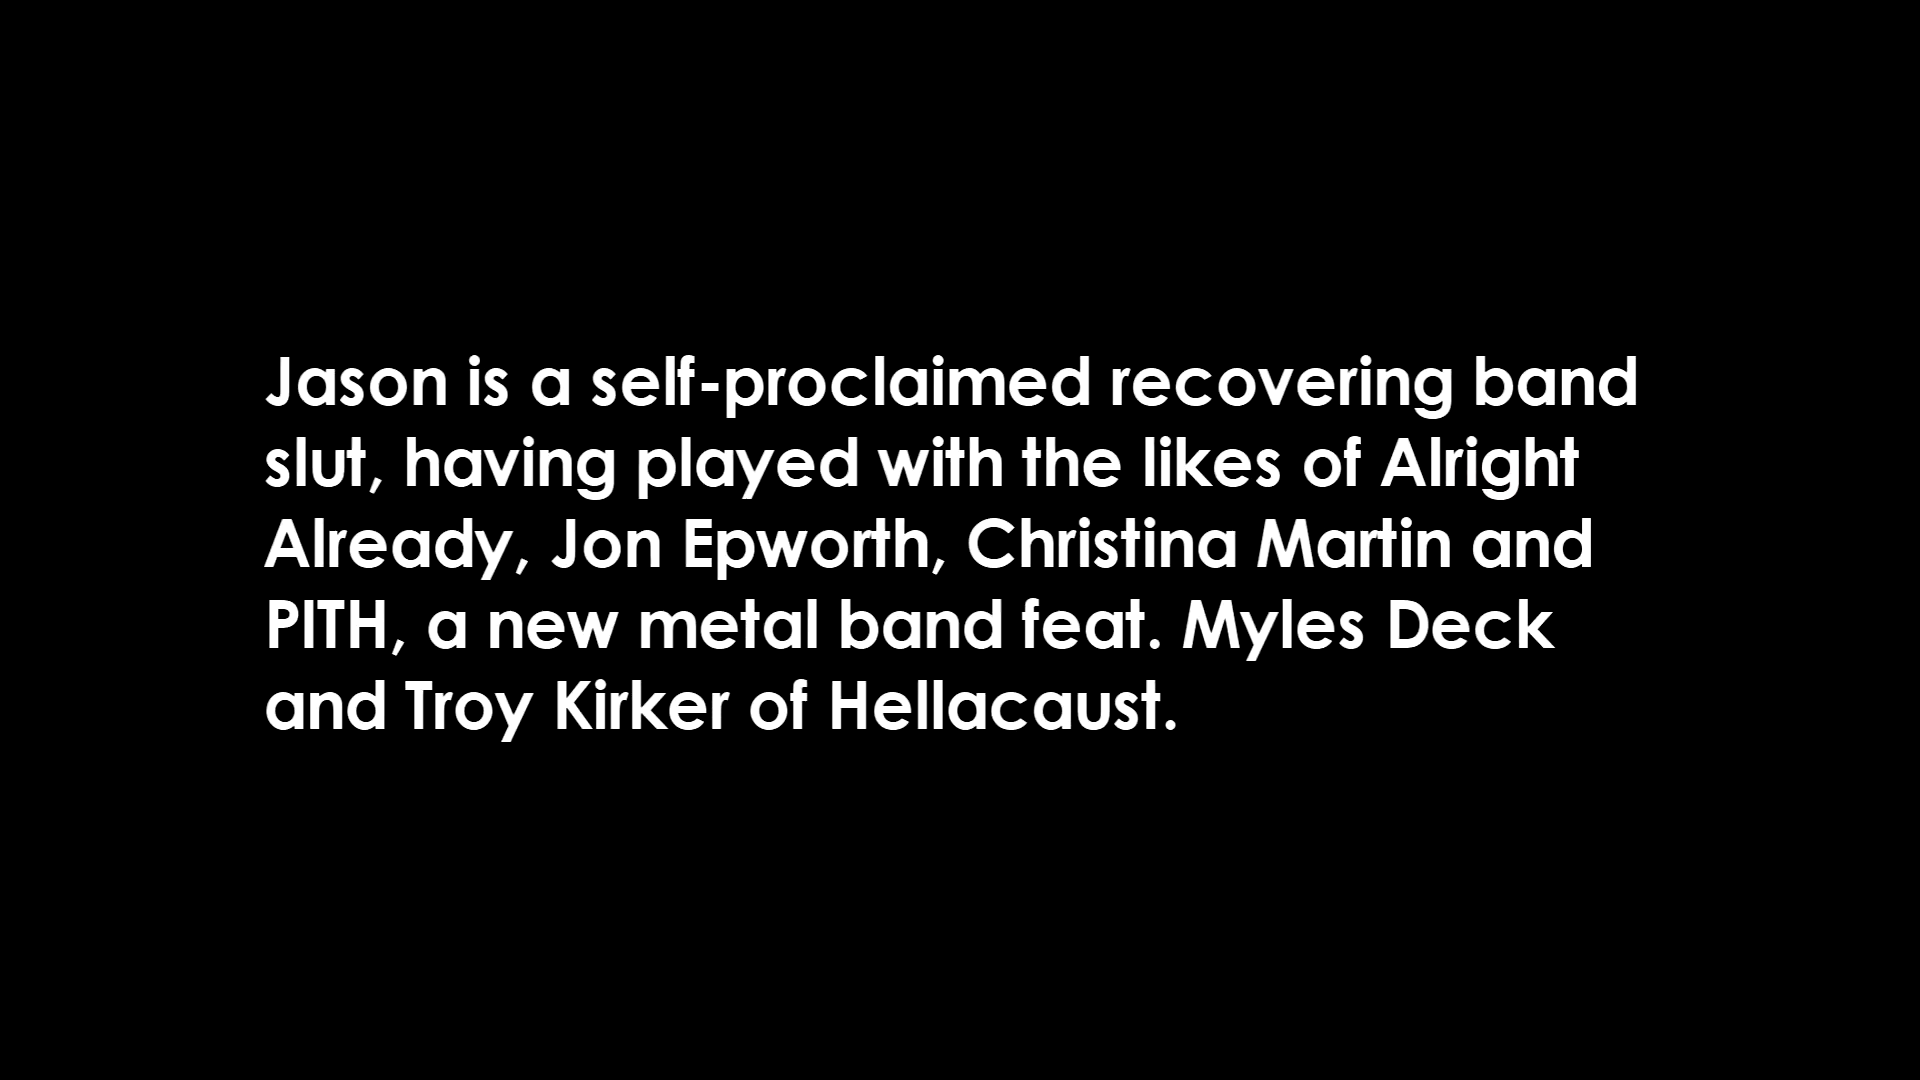 Jason is a self-proclaimed recovering band
slut, having played with the likes of Alright
Already, Jon Epworth, Christina Martin and
PITH, a new metal band feat. Myles Deck
and Troy Kirker of Hellacaust.